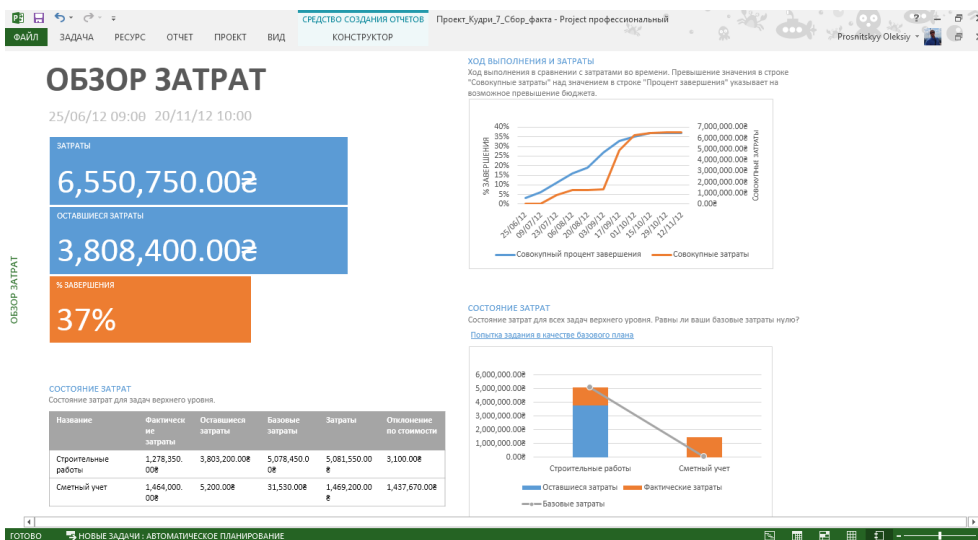 СРЕДСТВО СОЗДАНИЯ ОТЧЕТОВ Проект_Кудри_7_Сбор_факта - Project профессиональный
ФАЙЛ ЗАДАЧА РЕСУРС ОТЧЕТ ПРОЕКТ ВИД КОНСТРУКТОР Prosnitskyy Oleksiy
ОБЗОР ЗАТРАТ
25/06/12 09:00 20/11/12 10:00
ЗАТРАТЫ
6,550,750.00₴
ОСТАВШИЕСЯ ЗАТРАТЫ
3,808,400.00₴
% ЗАВЕРШЕНИЯ
37%
ОБЗОР ЗАТРАТ
СОСТОЯНИЕ ЗАТРАТ
Состояние затрат для задач верхнего уровня.
Название Фактическ Оставшиеся Базовые Затраты Отклонение
ие затраты затраты по стоимости
затраты
Строительные 1,278,350. 3,803,200.00₴ 5,078,450.0 5,081,550.00 3,100.00₴
работы 00₴ 0₴ ₴
Сметный учет 1,464,000. 5,200.00₴ 31,530.00₴ 1,469,200.00 1,437,670.00₴
00₴ ₴
ХОД ВЫПОЛНЕНИЯ И ЗАТРАТЫ
Ход выполнения в сравнении с затратами во времени. Превышение значения в строке
"Совокупные затраты" над значением в строке "Процент завершения" указывает на
возможное превышение бюджета.
% ЗАВЕРШЕНИЯ
40%
35%
30%
25%
20%
15%
10%
5%
0%
7,000,000.00₴
6,000,000.00₴
5,000,000.00₴
4,000,000.00₴
3,000,000.00₴
2,000,000.00₴
1,000,000.00₴
0.00₴
СОВОКУПНЫЕ ЗАТРАТЫ
25/06/12 09/07/12 23/07/12 06/08/12 20/08/12 03/09/12 17/09/12 01/10/12 15/10/12 29/10/12 12/11/12
Совокупный процент завершения Совокупные затраты
СОСТОЯНИЕ ЗАТРАТ
Состояние затрат для всех задач верхнего уровня. Равны ли ваши базовые затраты нулю?
Попытка задания в качестве базового плана
6,000,000.00₴
5,000,000.00₴
4,000,000.00₴
3,000,000.00₴
2,000,000.00₴
1,000,000.00₴
0.00₴
Строительные работы Сметный учет
Оставшиеся затраты Фактические затраты
Базовые затраты
ГОТОВО НОВЫЕ ЗАДАЧИ : АВТОМАТИЧЕСКОЕ ПЛАНИРОВАНИЕ